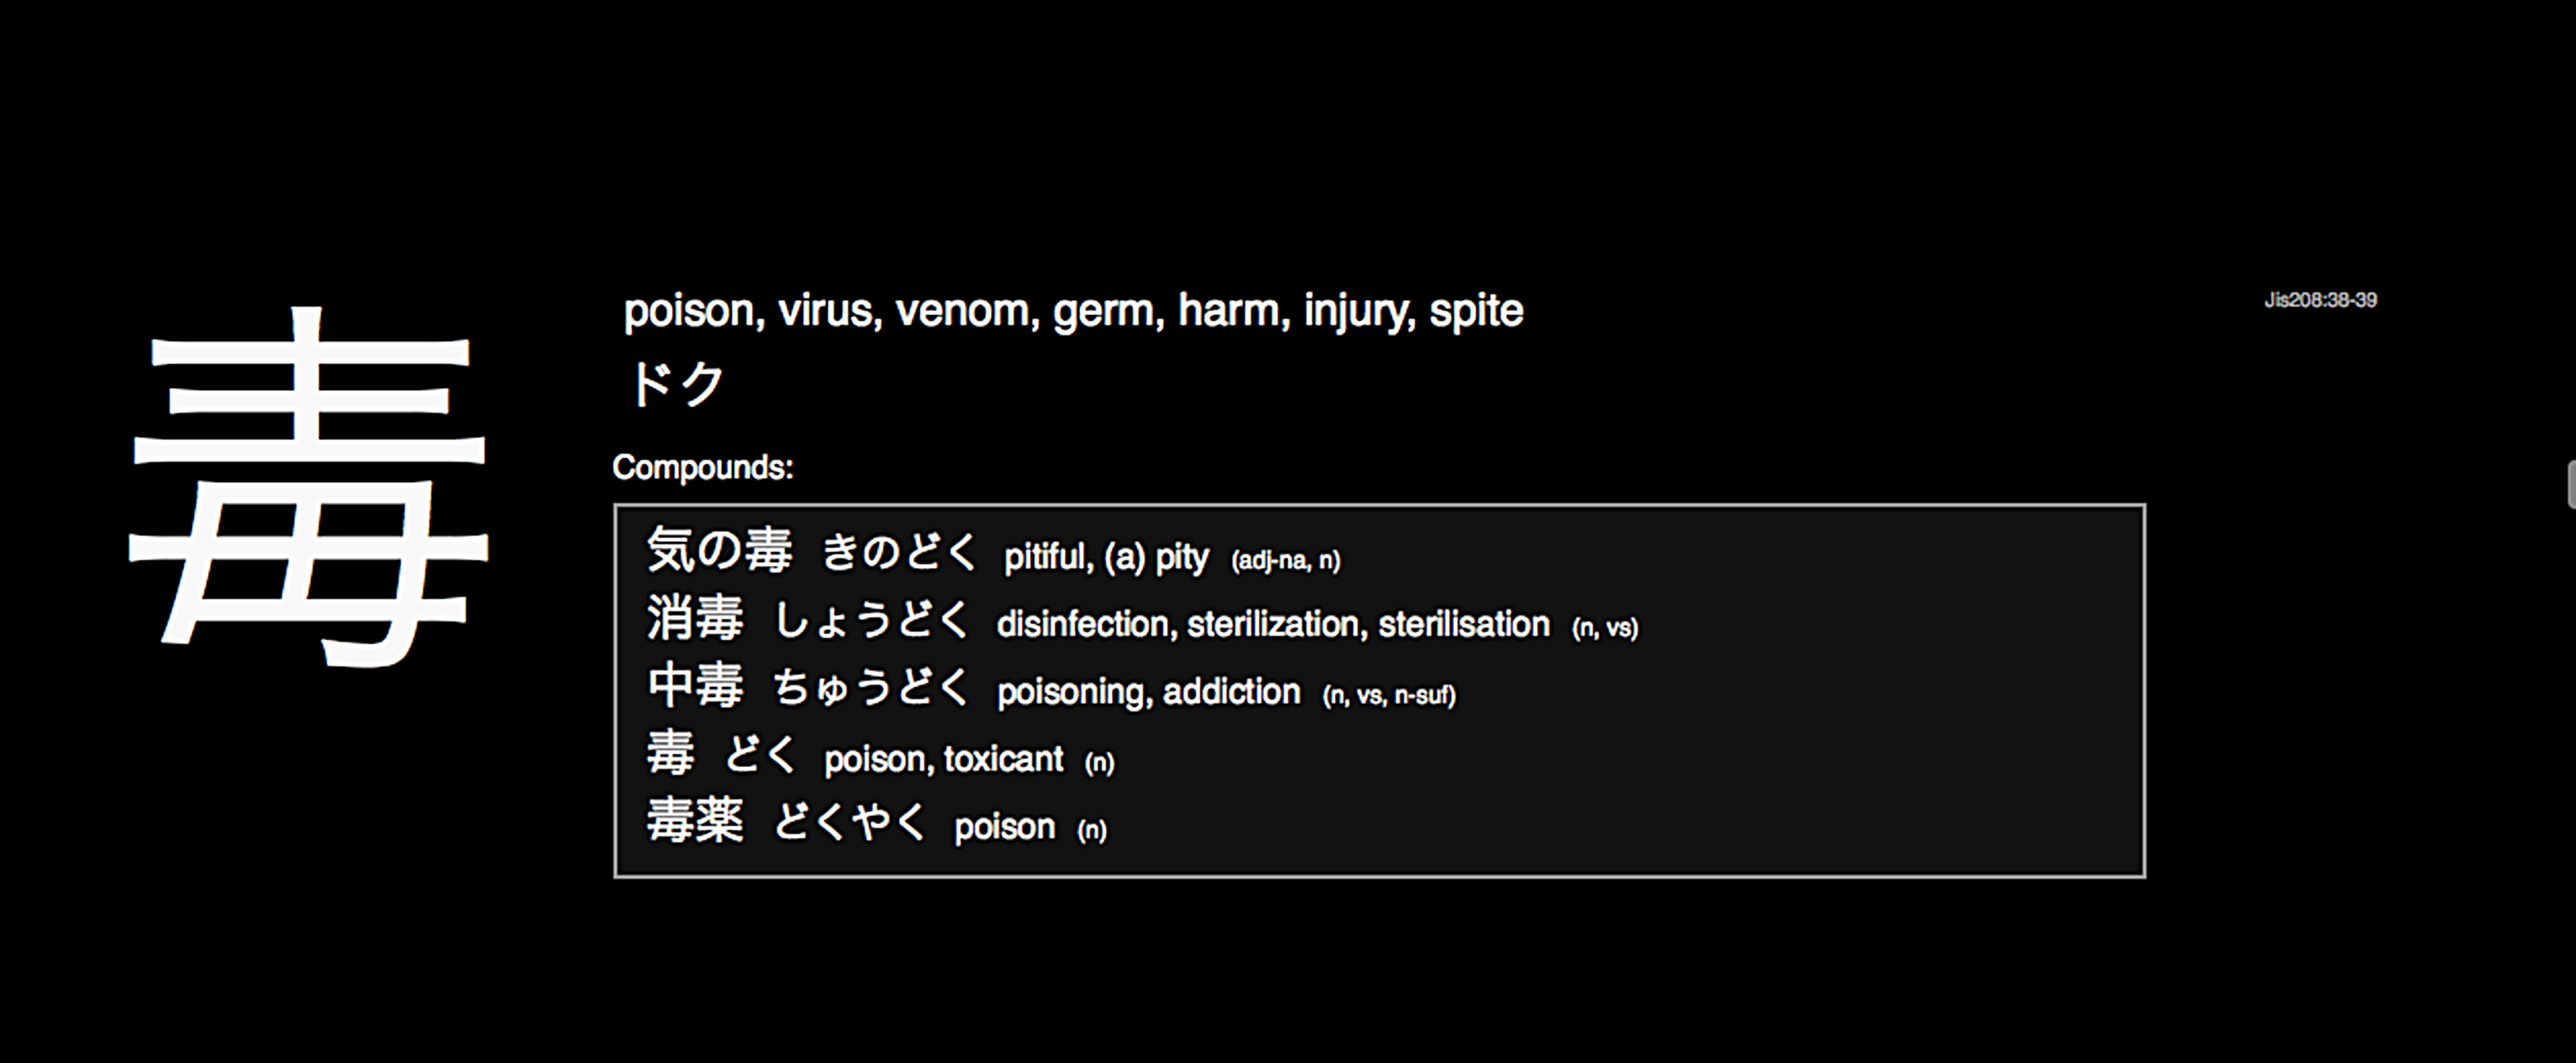 毒
poison, virus, venom, germ, harm, injury, spite
Jis208:38-39
ドク
Compounds:
気の毒 きのどく pitiful, (a) pity (adj-na, n)
消毒 しょうどく disinfection, sterilization, sterilisation (n, vs)
中毒 ちゅうどく poisoning, addiction (n, vs, n-suf)
毒 どく poison, toxicant (n)
毒薬 どくやく poison (n)